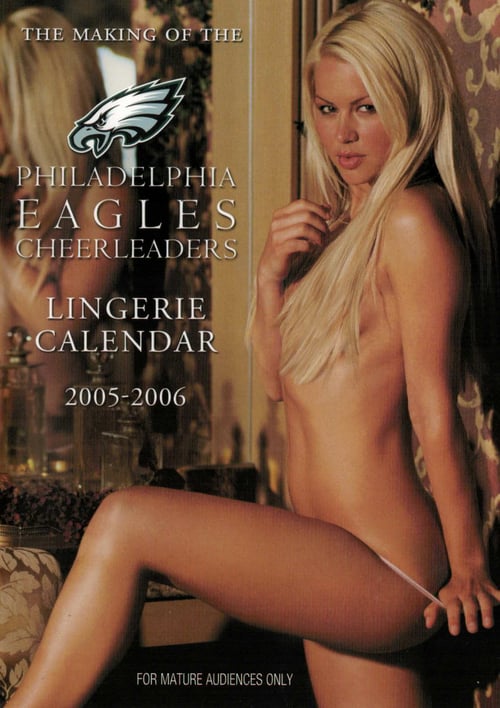 THE MAKING OF THE
PHILADELPHIA
EAGLES
CHEERLEADERS
LINGERIE
CALENDAR
2005-2006
FOR MATURE AUDIENCES ONLY